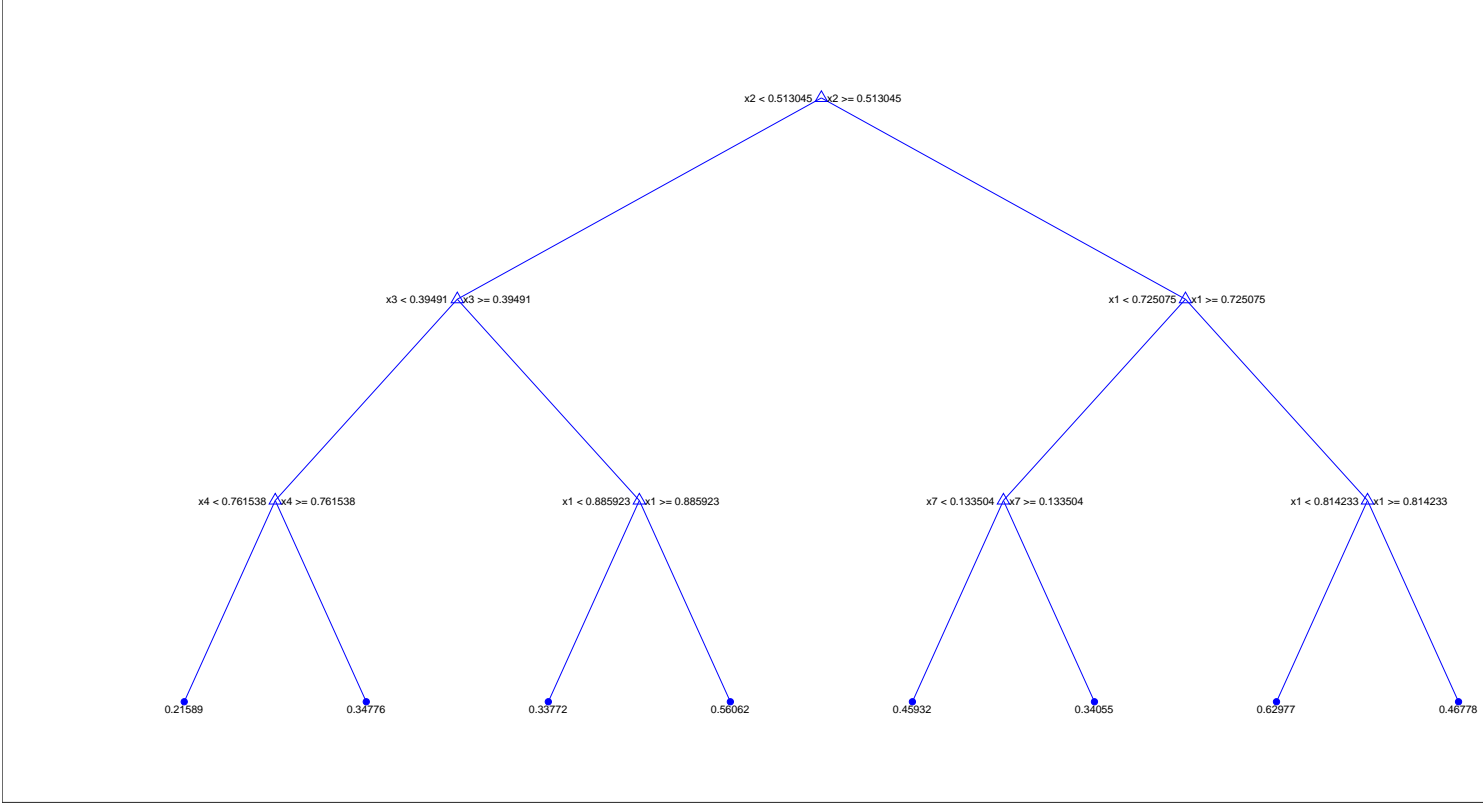 x2 < 0.513045 x2 >= 0.513045
x3 < 0.39491 x3 >= 0.39491 x1 < 0.725075 x1 >= 0.725075
x4 < 0.761538 x4 >= 0.761538 x1 < 0.885923 x1 >= 0.885923 x7 < 0.133504 x7 >= 0.133504 x1 < 0.814233 x1 >= 0.814233
0.21589 0.34776 0.33772 0.56062 0.45932 0.34055 0.62977 0.46778